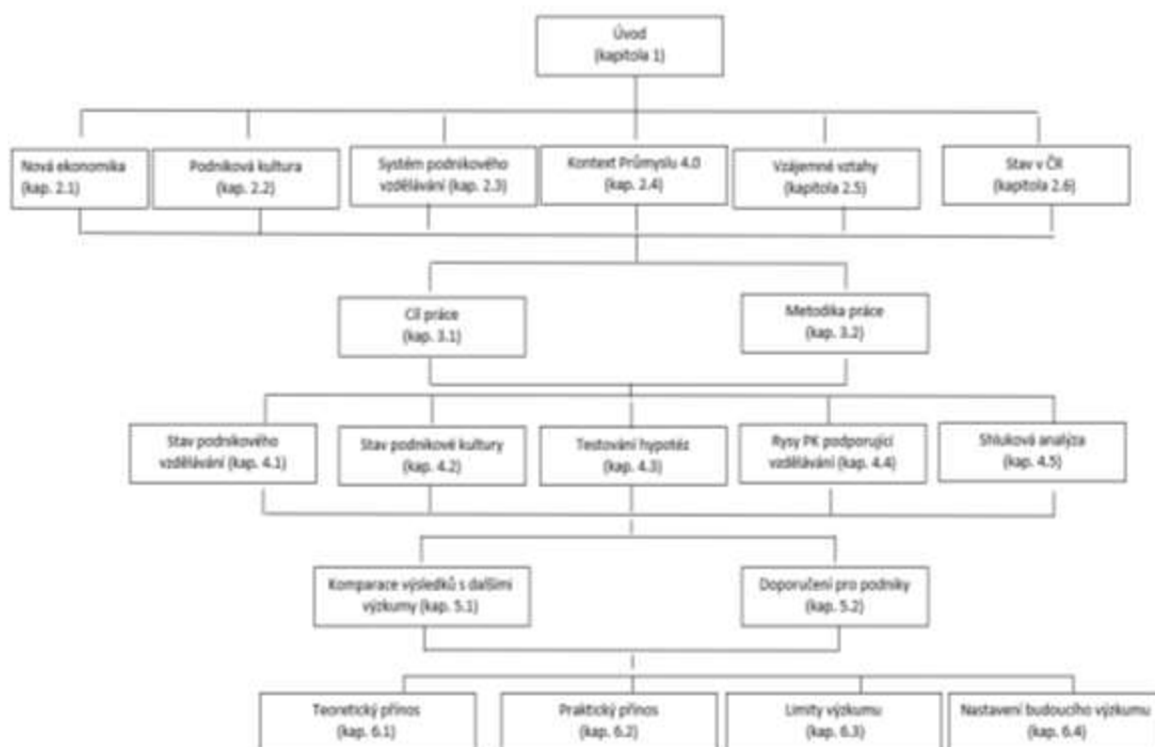 Úvod
(kapitola 1)
Nová ekonomika
(kap. 2.1)
Podniková kultura
(kap. 2.2)
Systém podnikového
vzdělávání (kap. 2.3)
Kontext Průmyslu 4.0
(kap. 2.4)
Vzájemné vztahy
(kapitola 2.5)
Stav v ČR
(kapitola 2.6)
Cíl práce
(kap. 3.1)
Metodika práce
(kap. 3.2)
Stav podnikového
vzdělávání (kap. 4.1)
Stav podnikové kultury
(kap. 4.2)
Testování hypotéz
(kap. 4.3)
Rysy PK podporující
vzdělávání (kap. 4.4)
Shluková analýza
(kap. 4.5)
Komparace výsledků s dalšími
výzkumy (kap. 5.1)
Doporučení pro podniky
(kap. 5.2)
Teoretický přínos
(kap. 6.1)
Praktický přínos
(kap. 6.2)
Limity výzkumu
(kap. 6.3)
Nastavení budoucího výzkumu
(kap. 6.4)